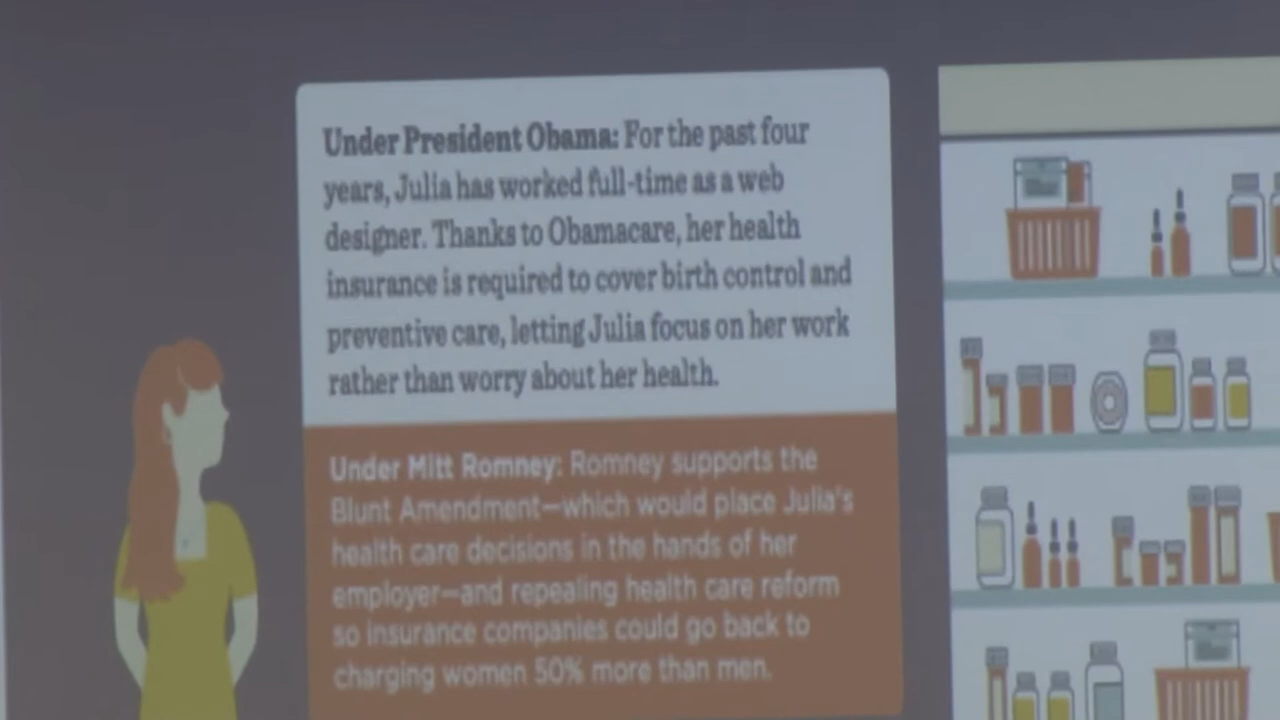 Under President Obama: For the past four
years, Julia has worked full-time as a web
designer. Thanks to Obamacare, her health
insurance is required to cover birth control and
preventive care, letting Julia focus on her work
rather than worry about her health.
Under Mitt Romney: Romney supports the
Blunt Amendment—which would place Julia's
health care decisions in the hands of her
employer—and repealing health care reform
so insurance companies could go back to
charging women 50% more than men.